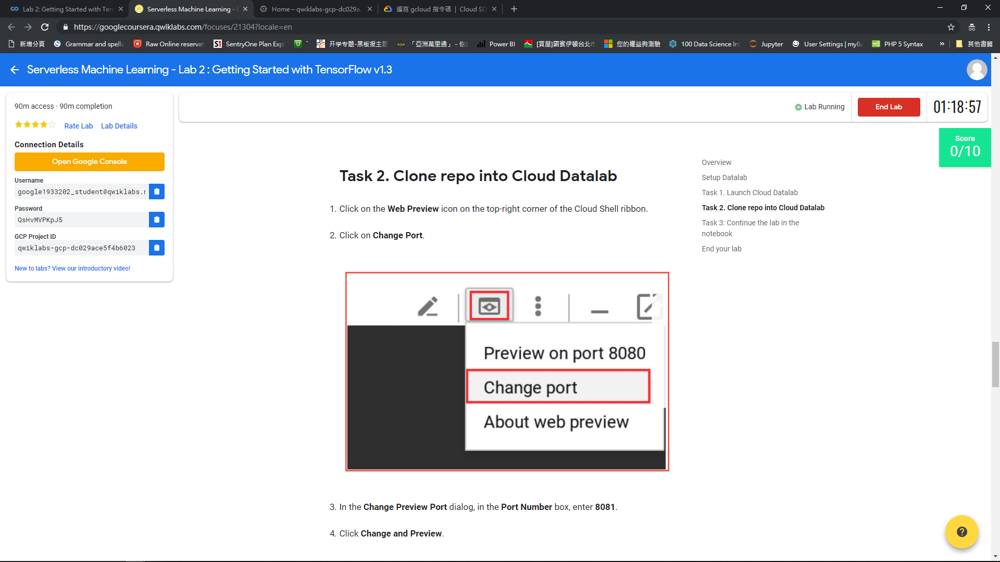 Lab 2: Getting Started with Ten
Serverless Machine Learning - L
Home – qwiklabs-gcp-dc029a
編寫 gcloud 指令碼 | Cloud SD
https://googlecoursera.qwiklabs.com/focuses/21304?locale=en
新增分頁
Grammar and spellc
Raw Online reservat
SentryOne Plan Expl
开学专题-黑板报主题
「亞洲萬里通」 - 你的
Power BI
[買屋]國賓伊頓台北市
您的權益與測驗
100 Data Science Int
Jupyter
User Settings | myBa
PHP 5 Syntax
»
其他書籤
Serverless Machine Learning - Lab 2 : Getting Started with TensorFlow v1.3
90m access · 90m completion
Rate Lab
Lab Details
Connection Details
Open Google Console
Username
google1933202_student@qwiklabs.n
Password
QsHvMVPKpJ5
GCP Project ID
qwiklabs-gcp-dc029ace5f4b6023
New to labs? View our introductory video!
Lab Running
End Lab
01:18:57
Score
0/10
Task 2. Clone repo into Cloud Datalab
1. Click on the Web Preview icon on the top-right corner of the Cloud Shell ribbon.
2. Click on Change Port.
Preview on port 8080
Change port
About web preview
3. In the Change Preview Port dialog, in the Port Number box, enter 8081.
4. Click Change and Preview.
Overview
Setup Datalab
Task 1. Launch Cloud Datalab
Task 2. Clone repo into Cloud Datalab
Task 3: Continue the lab in the
notebook
End your lab